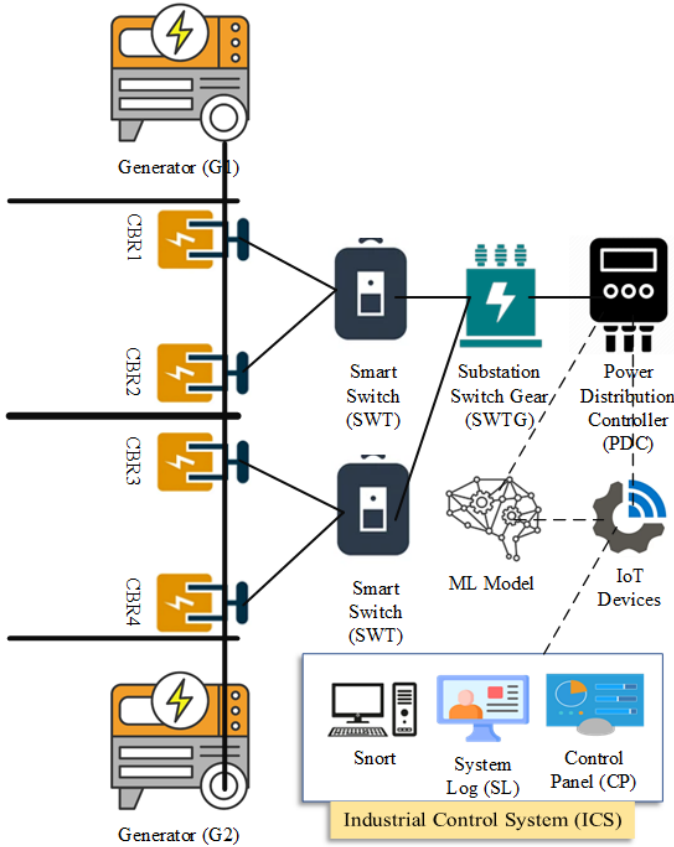 Generator (G1)
CBR1
CBR2
CBR3
CBR4
Smart
Switch
(SWT)
Substation
Switch Gear
(SWTG)
Power
Distribution
Controller
(PDC)
Smart
Switch
(SWT)
ML Model
IoT
Devices
Snort
System
Log (SL)
Control
Panel (CP)
Industrial Control System (ICS)
Generator (G2)